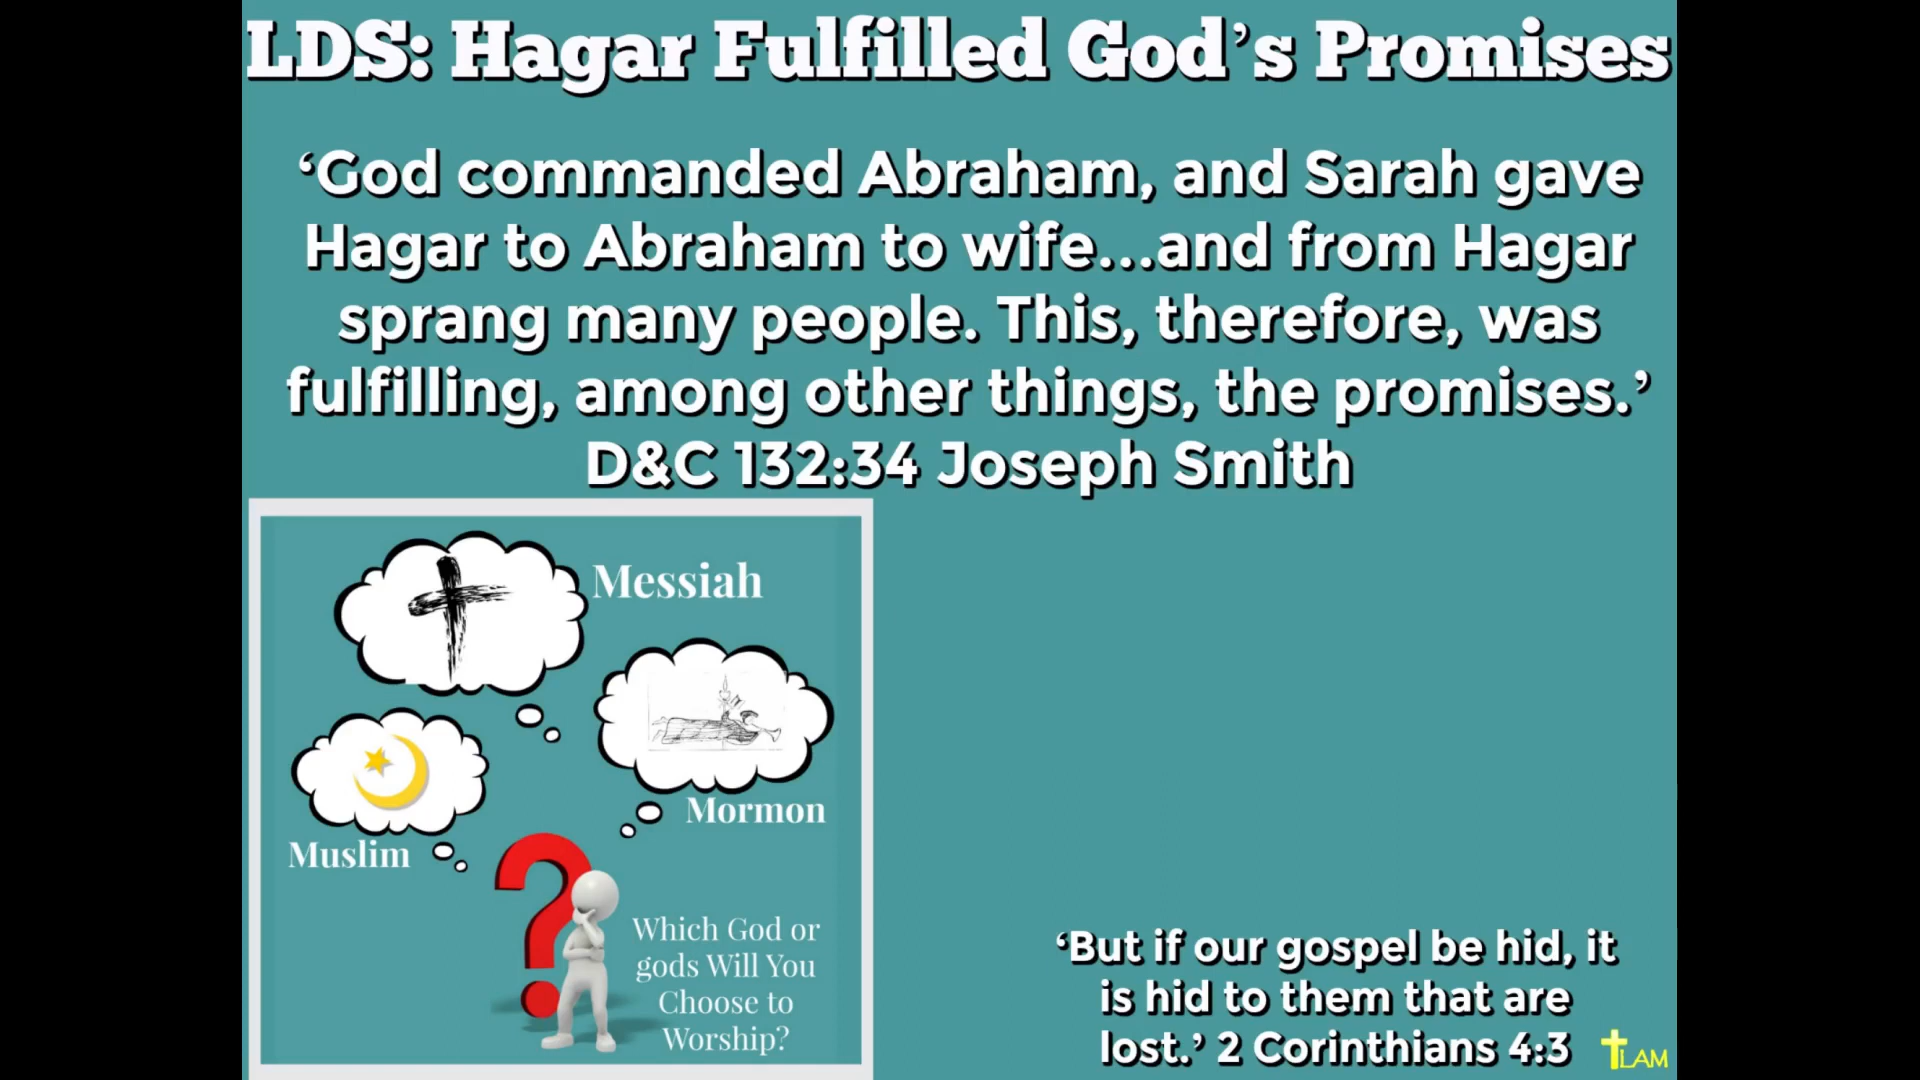 LDS: Hagar Fulfilled God's Promises
‘God commanded Abraham, and Sarah gave
Hagar to Abraham to wife...and from Hagar
sprang many people. This, therefore, was
fulfilling, among other things, the promises.’
D&C 132:34 Joseph Smith
Messiah
Mormon
Muslim
Which God or
gods Will You
Choose to
Worship?
‘But if our gospel be hid, it
is hid to them that are
lost.’ 2 Corinthians 4:3
LAM